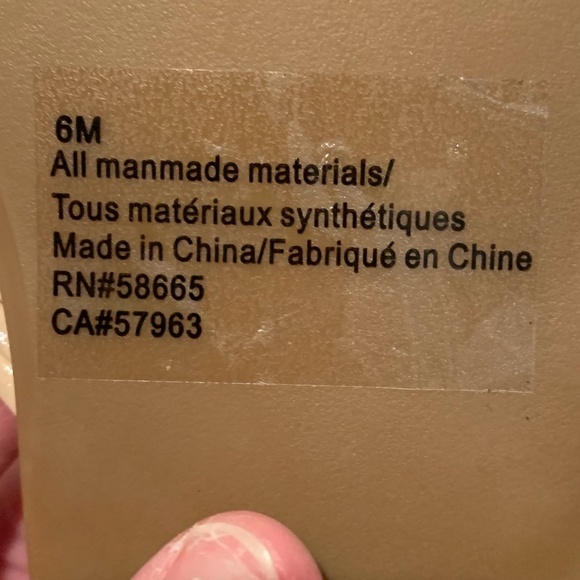 6M
All manmade materials/
Tous matériaux synthétiques
Made in China/Fabriqué en Chine
RN#58665
CA#57963